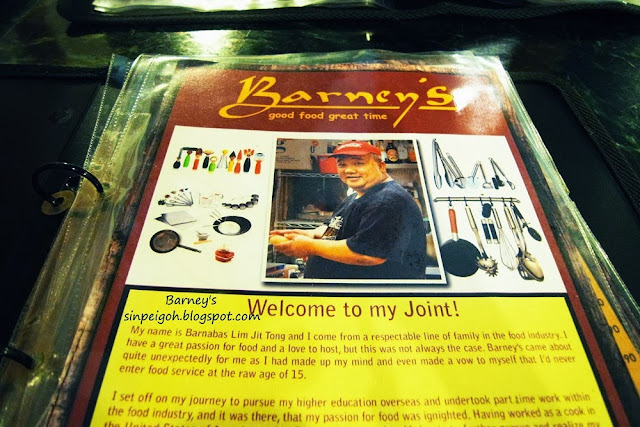 Barney's
good food great time
Barney's
sinpeigoh.blogspot.com
Welcome to my Joint!
My name is Barnabas Lim Jit Tong and I come from a respectable line of family in the food industry. I
have a great passion for food and a love to host, but this was not always the case. Barney's came about
quite unexpectedly for me as I had made up my mind and even made a vow to myself that I'd never
enter food service at the raw age of 15.
I set off on my journey to pursue my higher education overseas and undertook part time work within
the food industry, and it was there, that my passion for food was ignighted. Having worked as a cook in
the United States of